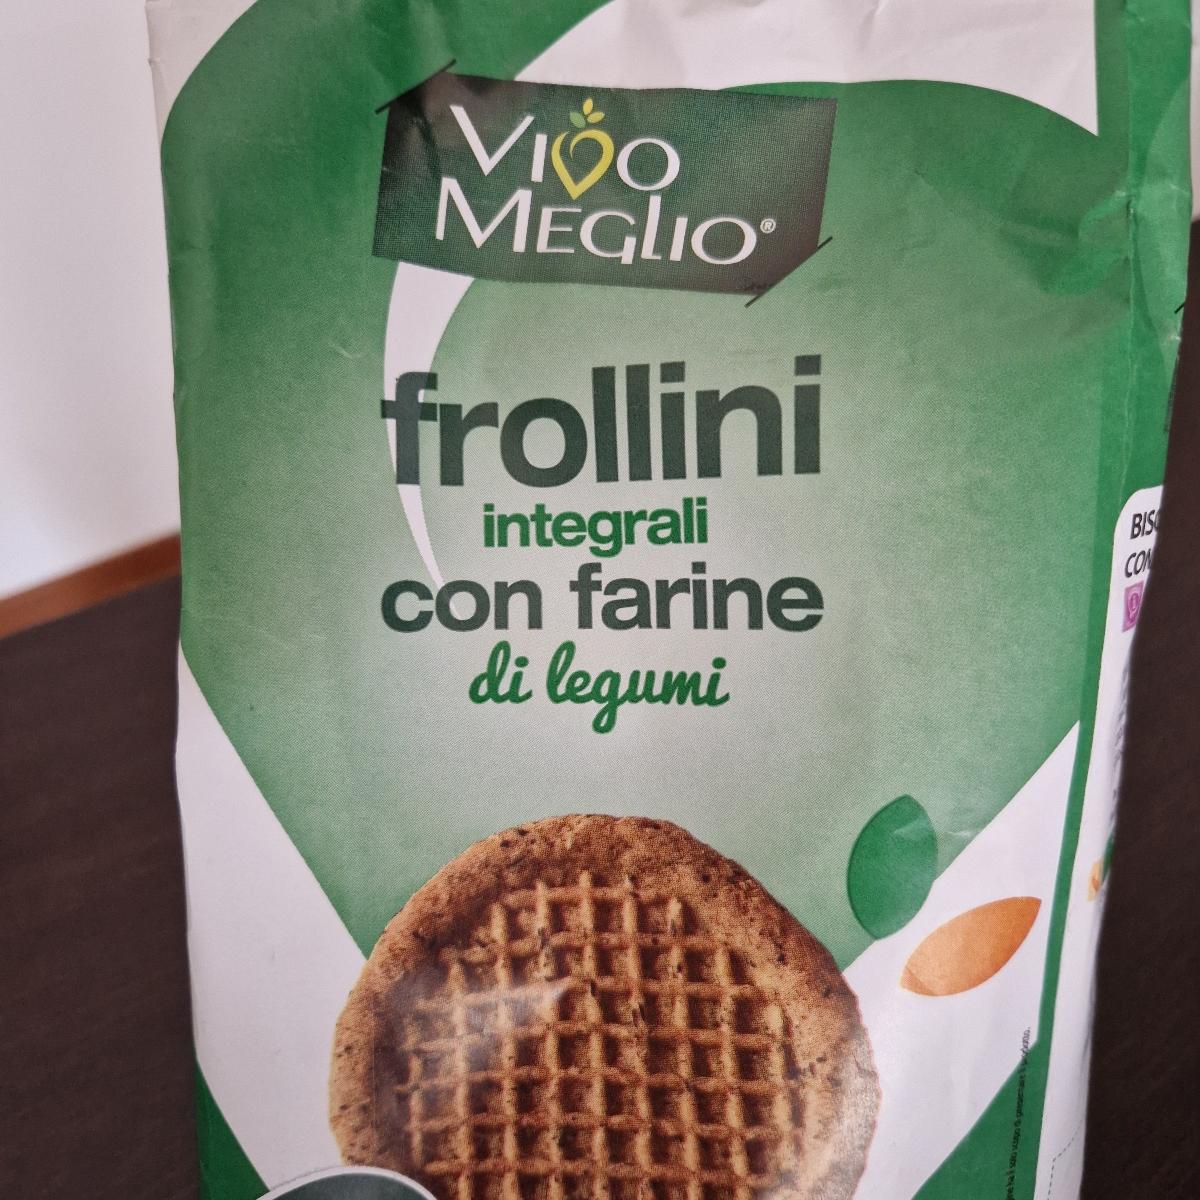 VIVO
MEGLIO®
frollini
integrali
con farine
di legumi